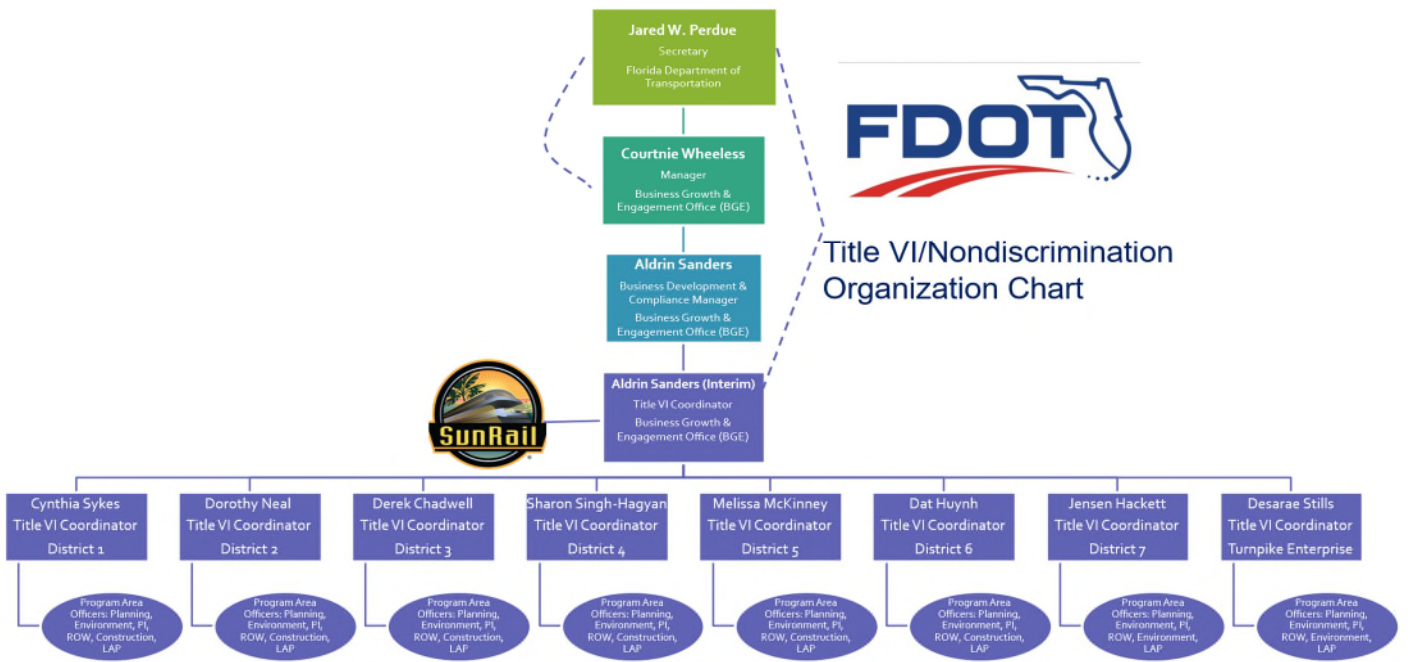 Jared W. Perdue
Secretary
Florida Department of
Transportation
FDOT
Courtnie Wheeless
Manager
Business Growth &
Engagement Office (BGE)
Title VI/Nondiscrimination
Organization Chart
Aldrin Sanders
Business Development &
Compliance Manager
Business Growth &
Engagement Office (BGE)
SunRail
Aldrin Sanders (Interim)
Title VI Coordinator
Business Growth &
Engagement Office (BGE)
Cynthia Sykes
Title VI Coordinator
District 1
Dorothy Neal
Title VI Coordinator
District 2
Derek Chadwell
Title VI Coordinator
District 3
Sharon Singh-Hagyan
Title VI Coordinator
District 4
Melissa McKinney
Title VI Coordinator
District 5
Dat Huynh
Title VI Coordinator
District 6
Jensen Hackett
Title VI Coordinator
District 7
Desarae Stills
Title VI Coordinator
Turnpike Enterprise
Program Area
Officers: Planning,
Environment, PI,
ROW, Construction,
LAP
Program Area
Officers: Planning,
Environment, PI,
ROW, Construction,
LAP
Program Area
Officers: Planning,
Environment, PI,
ROW, Construction,
LAP
Program Area
Officers: Planning,
Environment, PI,
ROW, Construction,
LAP
Program Area
Officers: Planning,
Environment, PI,
ROW, Construction,
LAP
Program Area
Officers: Planning,
Environment, PI,
ROW, Construction,
LAP
Program Area
Officers: Planning,
Environment, PI,
ROW, Environment,
LAP
Program Area
Officers: Planning,
Environment, PI,
ROW, Environment,
LAP